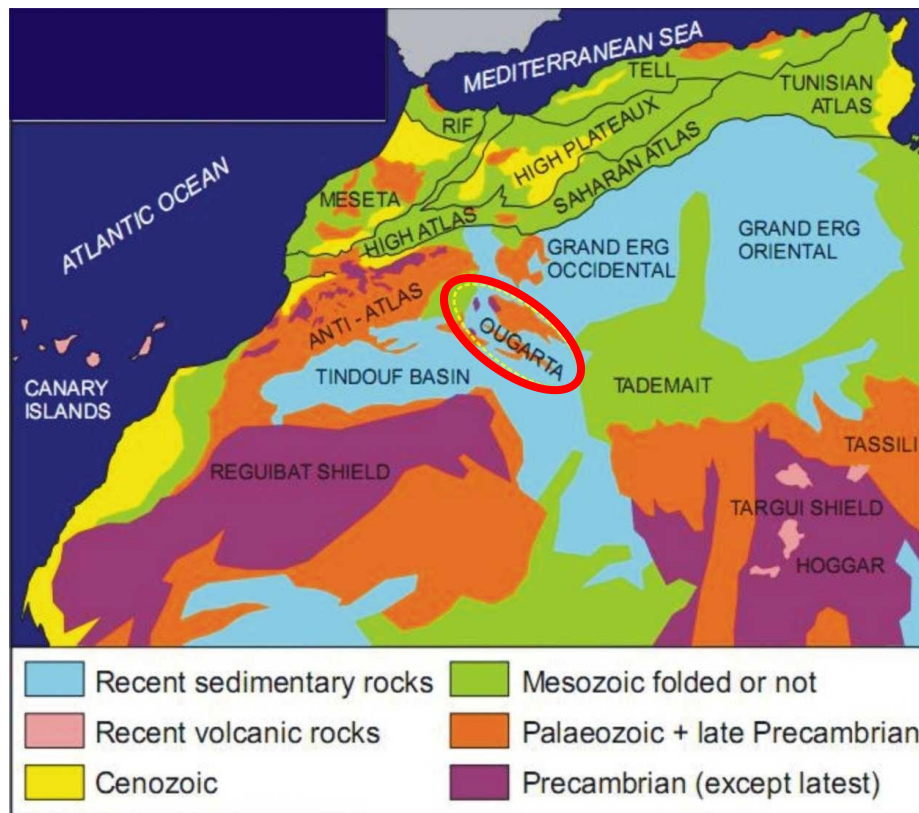 MEDITERRANEAN SEA
TELL
TUNISIAN
ATLAS
RIF
HIGH PLATEAUX
SAHARAN ATLAS
ATLANTIC OCEAN
MESETA
HIGH ATLAS
GRAND ERG
OCCIDENTAL
GRAND ERG
ORIENTAL
ANTI - ATLAS
OUGARTA
CANARY
ISLANDS
TINDOUF BASIN
TADEMAIT
TASSILI
REGUIBAT SHIELD
TARGUI SHIELD
HOGGAR
Recent sedimentary rocks
Recent volcanic rocks
Cenozoic
Mesozoic folded or not
Palaeozoic + late Precambrian
Precambrian (except latest)